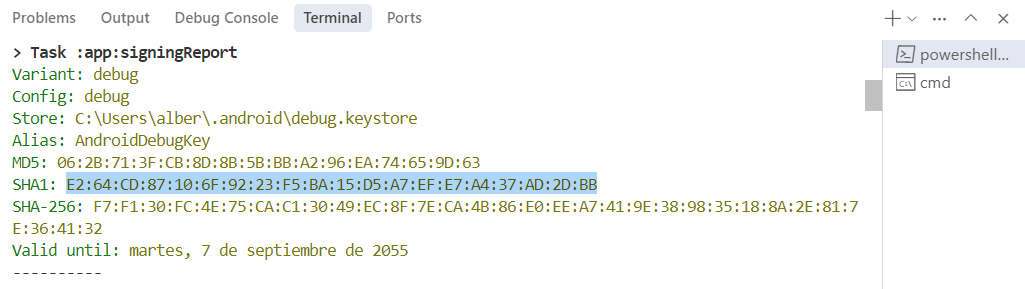 Problems Output Debug Console Terminal Ports
> Task :app:signingReport
Variant: debug
Config: debug
Store: C:\Users\alber\.android\debug.keystore
Alias: AndroidDebugKey
MD5: 06:2B:71:3F:CB:8D:8B:5B:BB:A2:96:EA:74:65:9D:63
SHA1: E2:64:CD:87:10:6F:92:23:F5:BA:15:D5:A7:EF:E7:A4:37:AD:2D:BB
SHA-256: F7:F1:30:FC:4E:75:CA:C1:30:49:EC:8F:7E:CA:4B:86:E0:EE:A7:41:9E:38:98:35:18:8A:2E:81:7
E:36:41:32
Valid until: martes, 7 de septiembre de 2055
----------
powershell...
cmd